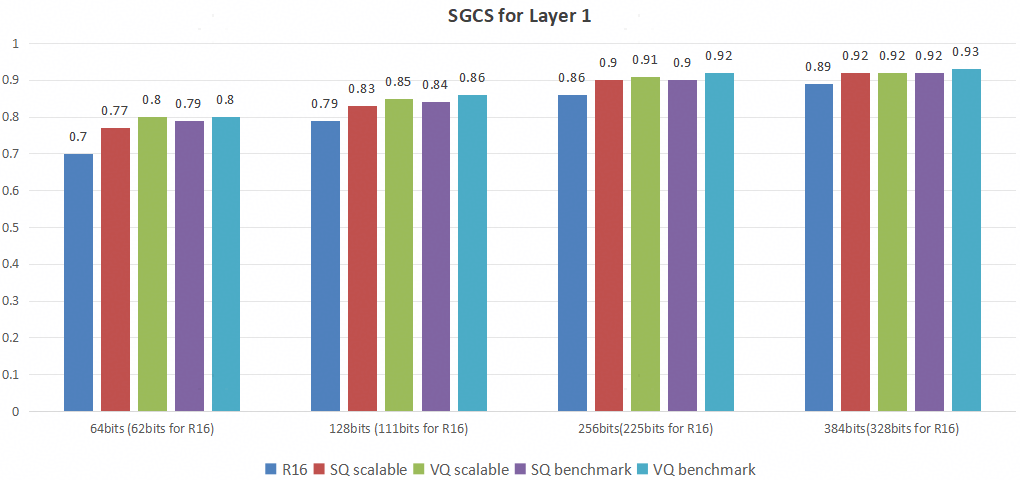 SGCS for Layer 1
1
0.9
0.8
0.7
0.6
0.5
0.4
0.3
0.2
0.1
0
0.7 0.77 0.8 0.79 0.8
0.79 0.83 0.85 0.84 0.86
0.86 0.9 0.91 0.9 0.92
0.89 0.92 0.92 0.92 0.93
64bits (62bits for R16) 128bits (111bits for R16) 256bits(225bits for R16) 384bits(328bits for R16)
R16 SQ scalable VQ scalable SQ benchmark VQ benchmark